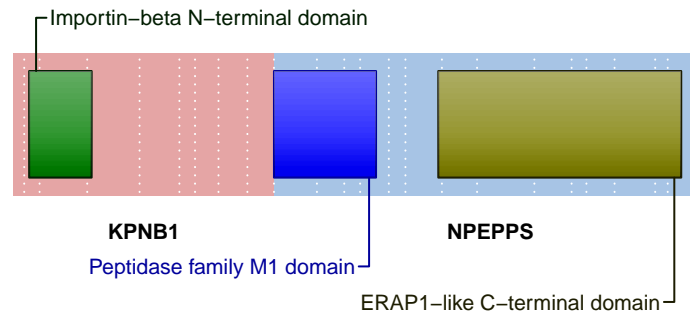 Importin−beta N−terminal domain
KPNB1
NPEPPS
Peptidase family M1 domain
ERAP1−like C−terminal domain